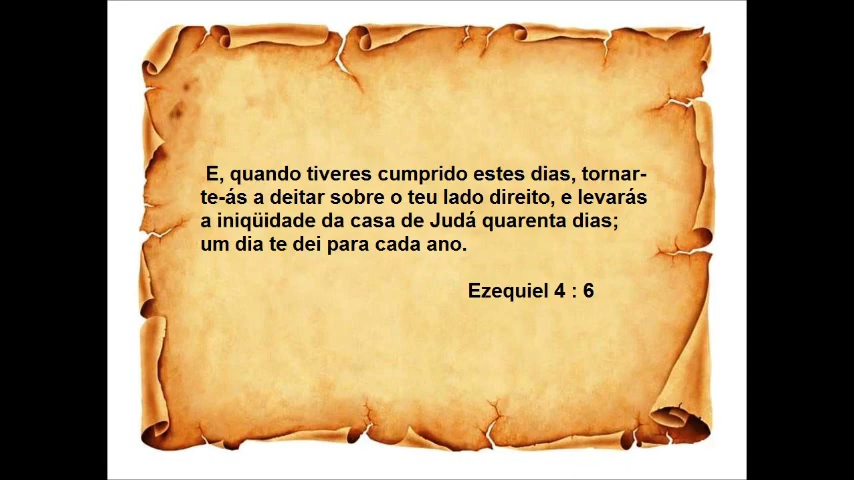 E, quando tiveres cumprido estes dias, tornar-
te-ás a deitar sobre o teu lado direito, e levarás
a iniqüidade da casa de Judá quarenta dias;
um dia te dei para cada ano.
Ezequiel 4 : 6